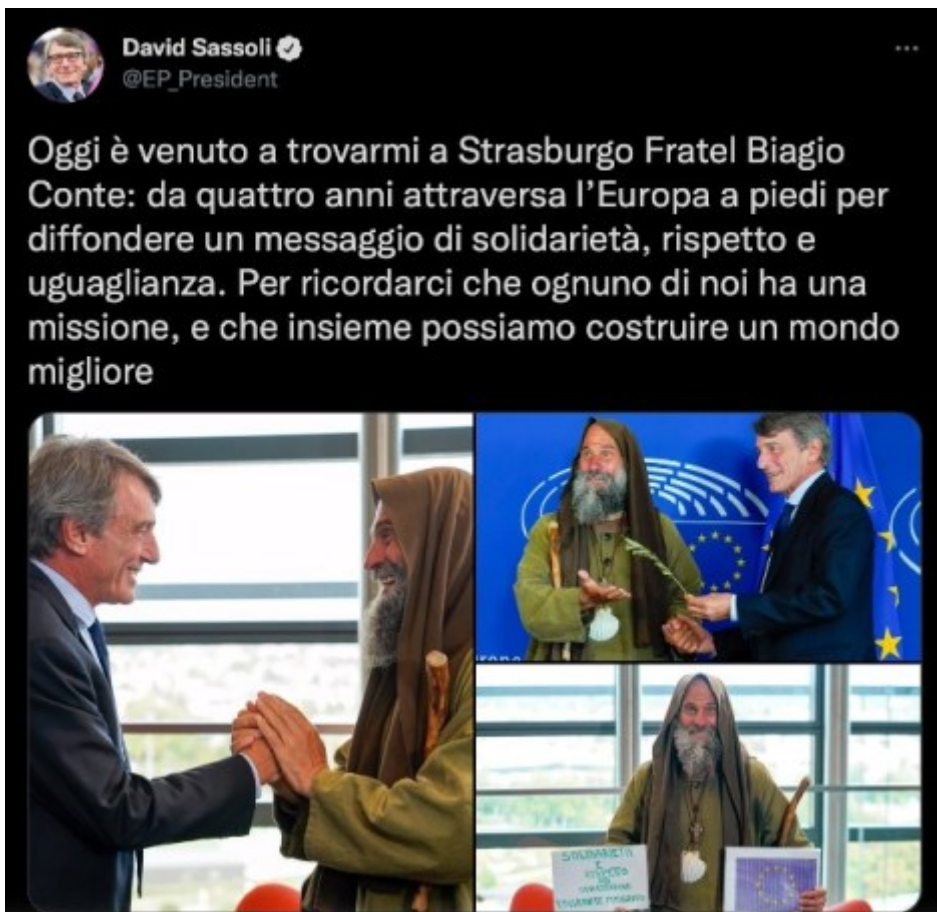 David Sassoli
@EP_President
Oggi è venuto a trovarmi a Strasburgo Fratel Biagio
Conte: da quattro anni attraversa l’Europa a piedi per
diffondere un messaggio di solidarietà, rispetto e
uguaglianza. Per ricordarci che ognuno di noi ha una
missione, e che insieme possiamo costruire un mondo
migliore
SOLIDARIETÀ
E